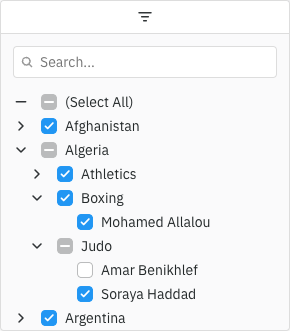 Search...
(Select All)
Afghanistan
Algeria
Athletics
Boxing
Mohamed Allalou
Judo
Amar Benikhlef
Soraya Haddad
Argentina